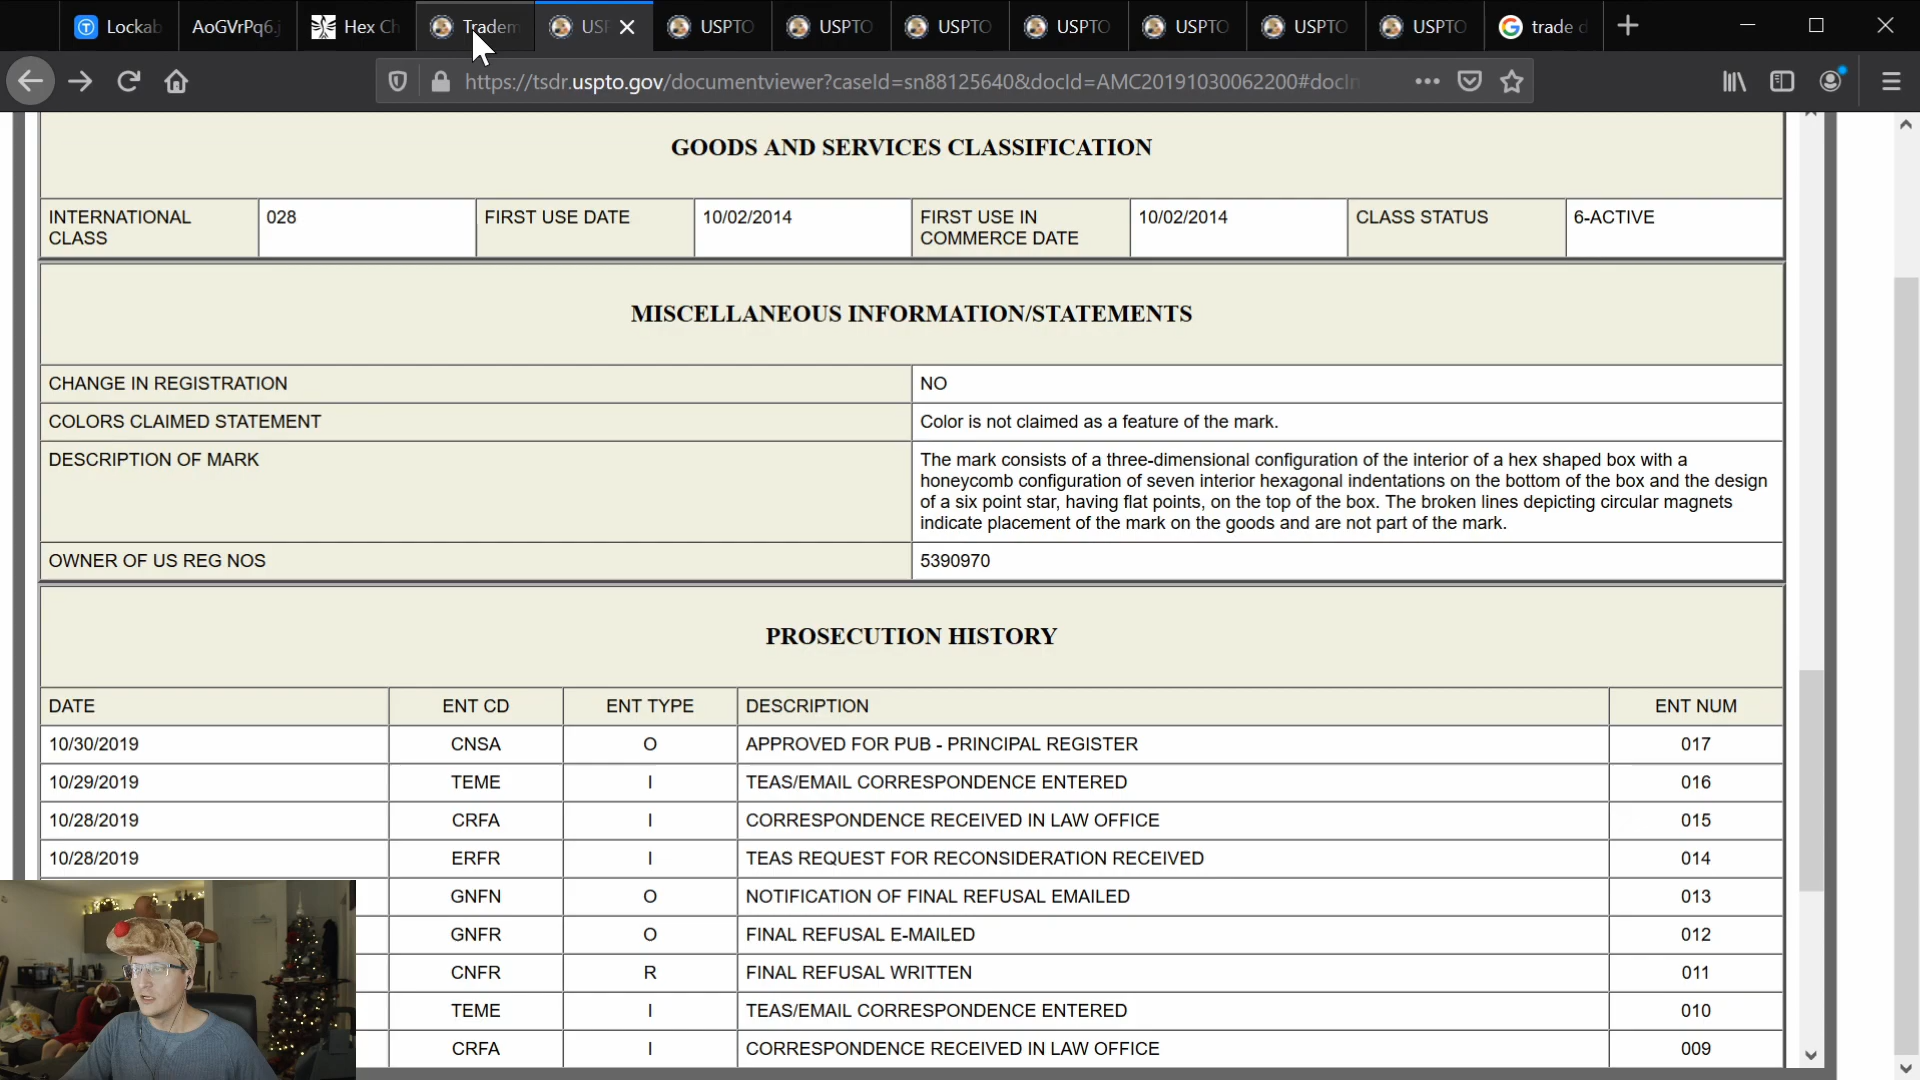 Lockab
AoGVrPq6.j
Hex Ch
Tradem
USP
USPTO
USPTO
USPTO
USPTO
USPTO
USPTO
USPTO
trade d
https://tsdr.uspto.gov/documentviewer?caseId=sn88125640&docId=AMC20191030062200#docIn
GOODS AND SERVICES CLASSIFICATION
INTERNATIONAL CLASS 028 FIRST USE DATE 10/02/2014 FIRST USE IN COMMERCE DATE 10/02/2014 CLASS STATUS 6-ACTIVE
MISCELLANEOUS INFORMATION/STATEMENTS
CHANGE IN REGISTRATION NO
COLORS CLAIMED STATEMENT Color is not claimed as a feature of the mark.
DESCRIPTION OF MARK The mark consists of a three-dimensional configuration of the interior of a hex shaped box with a
honeycomb configuration of seven interior hexagonal indentations on the bottom of the box and the design
of a six point star, having flat points, on the top of the box. The broken lines depicting circular magnets
indicate placement of the mark on the goods and are not part of the mark.
OWNER OF US REG NOS 5390970
PROSECUTION HISTORY
DATE ENT CD ENT TYPE DESCRIPTION ENT NUM
10/30/2019 CNSA O APPROVED FOR PUB - PRINCIPAL REGISTER 017
10/29/2019 TEME I TEAS/EMAIL CORRESPONDENCE ENTERED 016
10/28/2019 CRFA I CORRESPONDENCE RECEIVED IN LAW OFFICE 015
10/28/2019 ERFR I TEAS REQUEST FOR RECONSIDERATION RECEIVED 014
GNFN O NOTIFICATION OF FINAL REFUSAL EMAILED 013
GNFR O FINAL REFUSAL E-MAILED 012
CNFR R FINAL REFUSAL WRITTEN 011
TEME I TEAS/EMAIL CORRESPONDENCE ENTERED 010
CRFA I CORRESPONDENCE RECEIVED IN LAW OFFICE 009